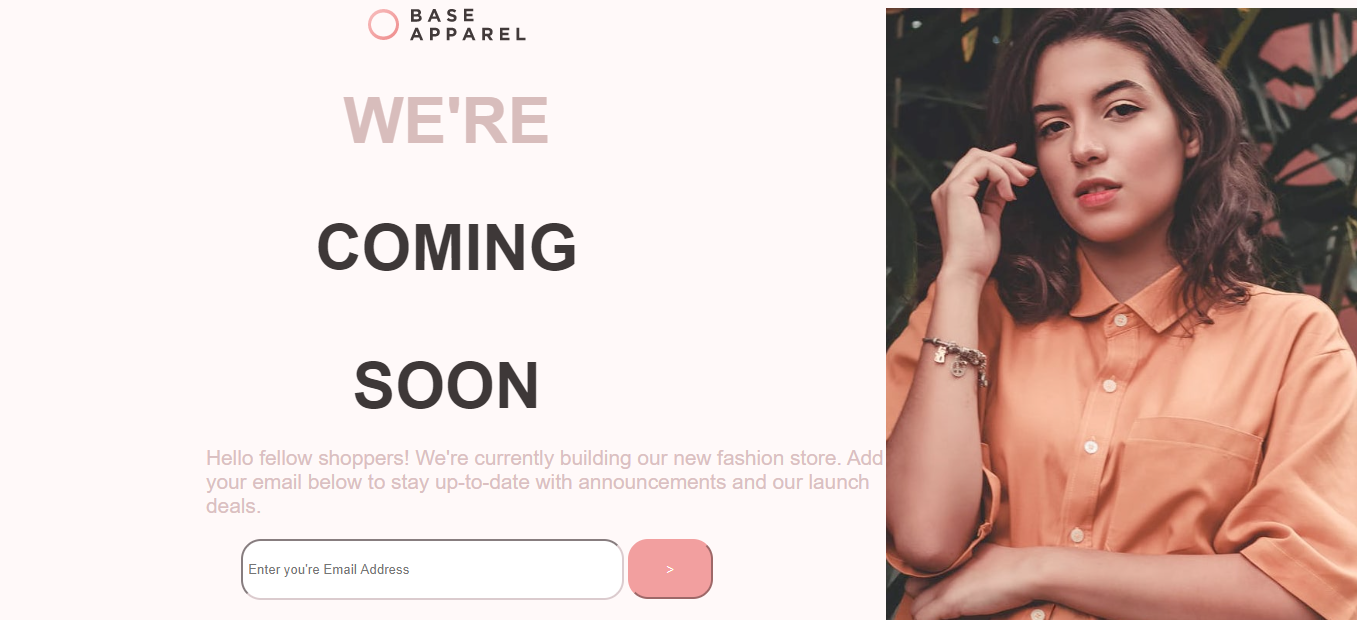 BASE
APPAREL
WE'RE
COMING
SOON
Hello fellow shoppers! We're currently building our new fashion store. Add
your email below to stay up-to-date with announcements and our launch
deals.
Enter you're Email Address
>